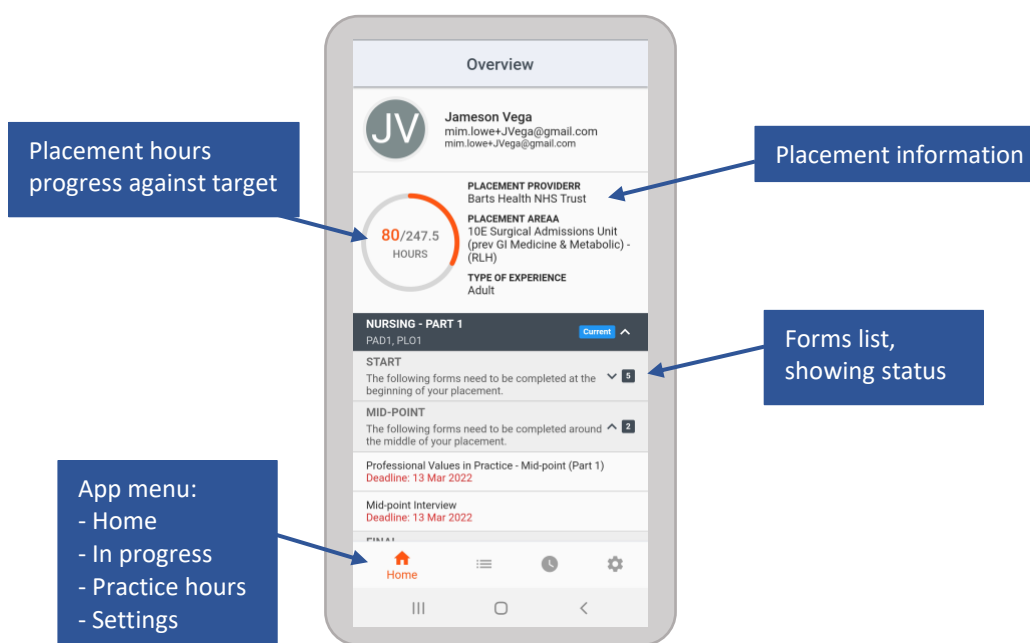 Overview
JV
Jameson Vega
mim.lowe+JVega@gmail.com
mim.lowe+JVega@gmail.com
Placement hours
progress against target
Placement information
80/247.5
HOURS
PLACEMENT PROVIDERR
Barts Health NHS Trust
PLACEMENT AREAA
10E Surgical Admissions Unit
(prev GI Medicine & Metabolic) -
(RLH)
TYPE OF EXPERIENCE
Adult
NURSING - PART 1
PAD1, PLO1
Current
START
The following forms need to be completed at the
beginning of your placement.
5
Forms list,
showing status
MID-POINT
The following forms need to be completed around
the middle of your placement.
2
Professional Values in Practice - Mid-point (Part 1)
Deadline: 13 Mar 2022
Mid-point Interview
Deadline: 13 Mar 2022
FINAL
App menu:
- Home
- In progress
- Practice hours
- Settings
Home